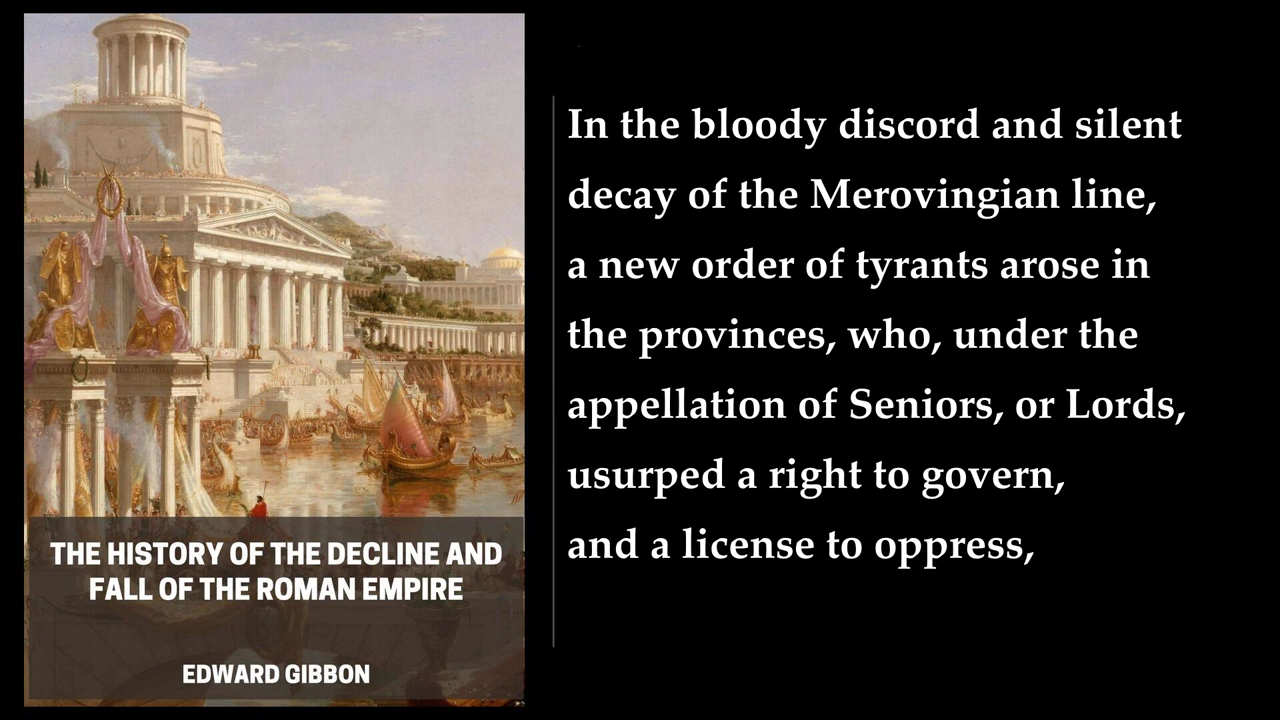 THE HISTORY OF THE DECLINE AND
FALL OF THE ROMAN EMPIRE
EDWARD GIBBON
In the bloody discord and silent
decay of the Merovingian line,
a new order of tyrants arose in
the provinces, who, under the
appellation of Seniors, or Lords,
usurped a right to govern,
and a license to oppress,